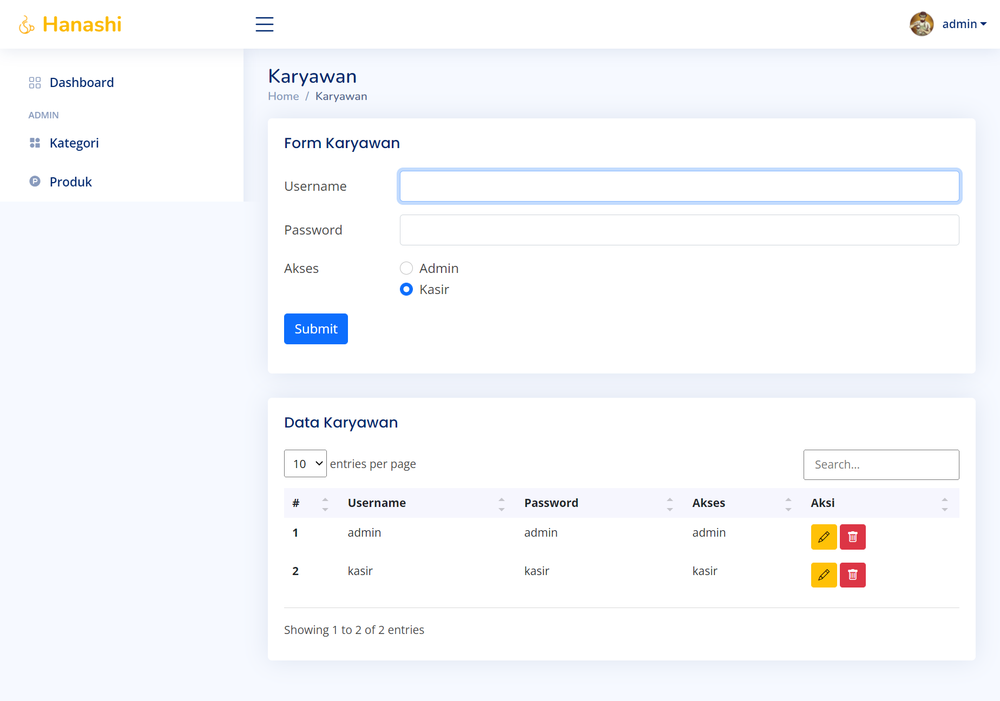 Hanashi
admin
Dashboard
ADMIN
Kategori
Produk
Karyawan
Home / Karyawan
Form Karyawan
Username
Password
Akses
Admin
Kasir
Submit
Data Karyawan
10 entries per page
Search...
# Username Password Akses Aksi
1 admin admin admin
2 kasir kasir kasir
Showing 1 to 2 of 2 entries